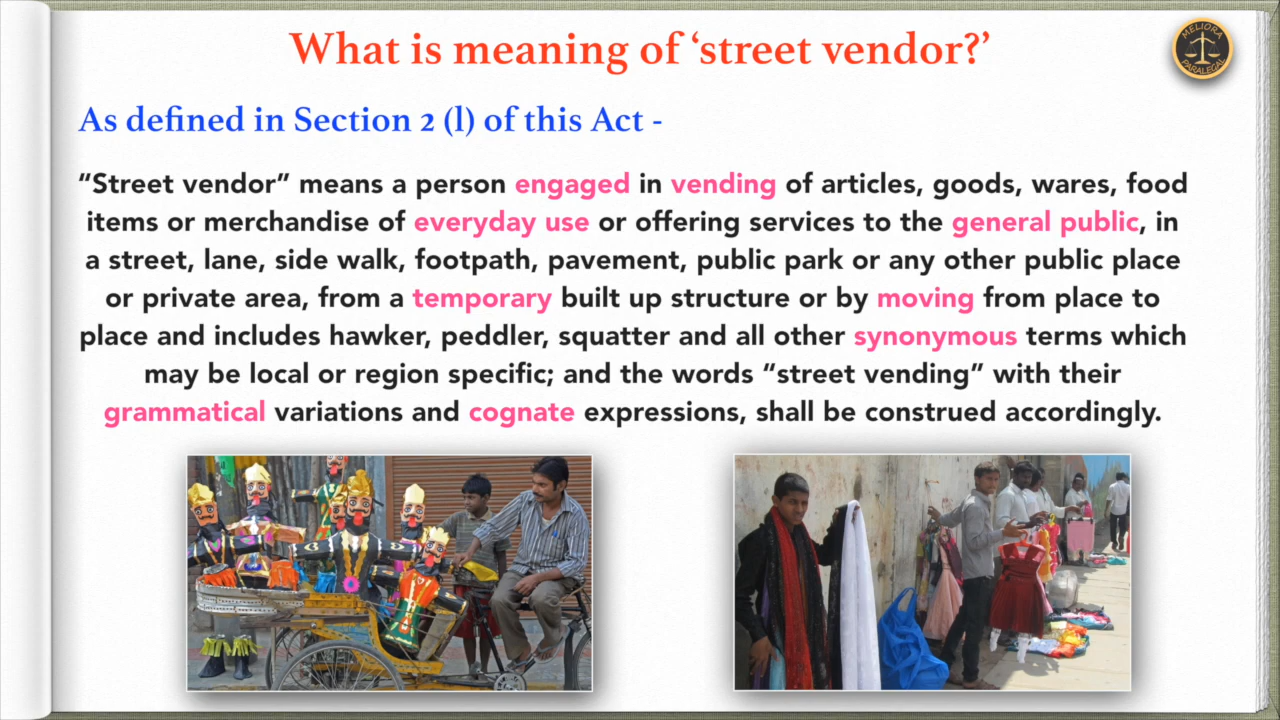 What is meaning of ‘street vendor?’
MELIORA
PARALEGAL
As defined in Section 2 (l) of this Act -
“Street vendor” means a person engaged in vending of articles, goods, wares, food
items or merchandise of everyday use or offering services to the general public, in
a street, lane, side walk, footpath, pavement, public park or any other public place
or private area, from a temporary built up structure or by moving from place to
place and includes hawker, peddler, squatter and all other synonymous terms which
may be local or region specific; and the words “street vending” with their
grammatical variations and cognate expressions, shall be construed accordingly.